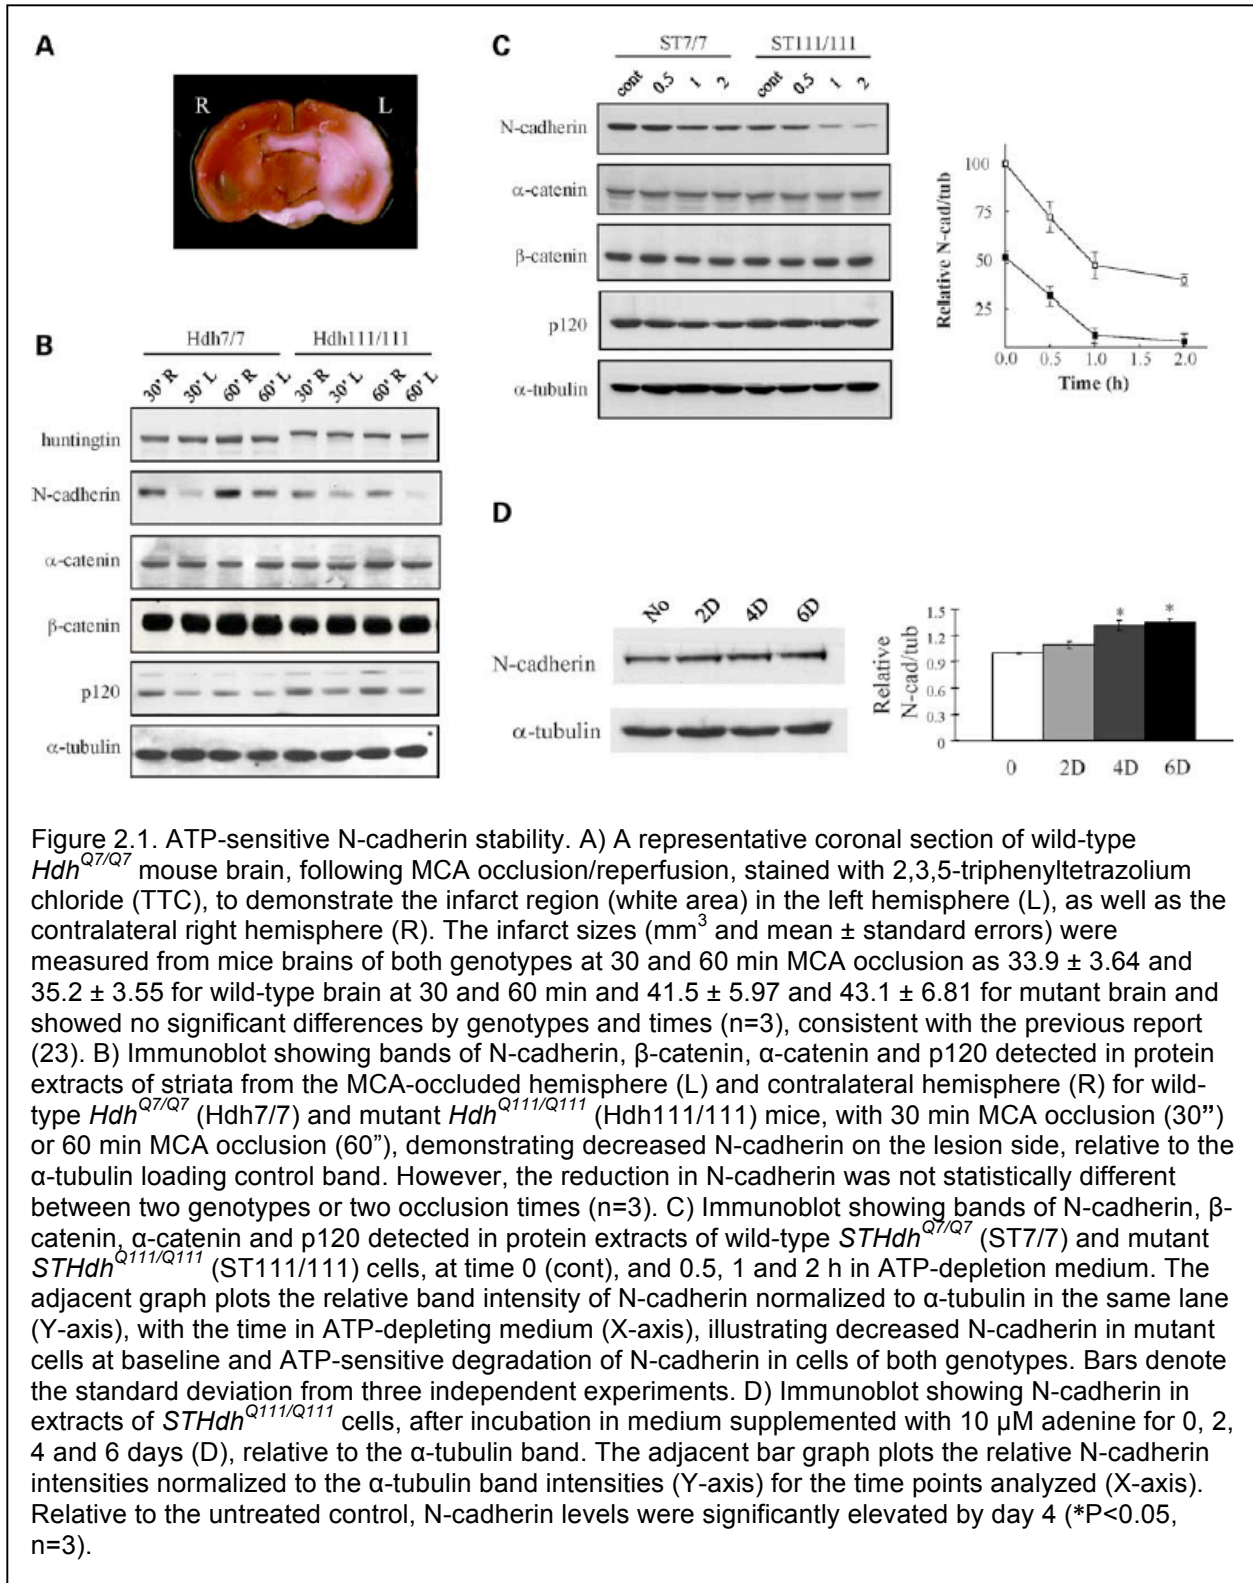 A
R
L
B
Hdh7/7
Hdh111/111
30' R
30' L
60' R
60' L
30' R
30' L
60' R
60' L
huntingtin
N-cadherin
α-catenin
β-catenin
p120
α-tubulin
C
ST7/7
ST111/111
cont
0.5
1
2
cont
0.5
1
2
N-cadherin
α-catenin
β-catenin
p120
α-tubulin
Relative N-cad/tub
100
75
50
25
0.0
0.5
1.0
1.5
2.0
Time (h)
D
No
2D
4D
6D
N-cadherin
α-tubulin
Relative
N-cad/tub
1.5
1.2
0.9
0.6
0.3
0
*
*
0
2D
4D
6D
Figure 2.1. ATP-sensitive N-cadherin stability. A) A representative coronal section of wild-type
Hdh^Q7/Q7 mouse brain, following MCA occlusion/reperfusion, stained with 2,3,5-triphenyltetrazolium
chloride (TTC), to demonstrate the infarct region (white area) in the left hemisphere (L), as well as the
contralateral right hemisphere (R). The infarct sizes (mm³ and mean ± standard errors) were
measured from mice brains of both genotypes at 30 and 60 min MCA occlusion as 33.9 ± 3.64 and
35.2 ± 3.55 for wild-type brain at 30 and 60 min and 41.5 ± 5.97 and 43.1 ± 6.81 for mutant brain and
showed no significant differences by genotypes and times (n=3), consistent with the previous report
(23). B) Immunoblot showing bands of N-cadherin, β-catenin, α-catenin and p120 detected in protein
extracts of striata from the MCA-occluded hemisphere (L) and contralateral hemisphere (R) for wild-
type Hdh^Q7/Q7 (Hdh7/7) and mutant Hdh^Q111/Q111 (Hdh111/111) mice, with 30 min MCA occlusion (30”)
or 60 min MCA occlusion (60”), demonstrating decreased N-cadherin on the lesion side, relative to the
α-tubulin loading control band. However, the reduction in N-cadherin was not statistically different
between two genotypes or two occlusion times (n=3). C) Immunoblot showing bands of N-cadherin, β-
catenin, α-catenin and p120 detected in protein extracts of wild-type STHdh^Q7/Q7 (ST7/7) and mutant
STHdh^Q111/Q111 (ST111/111) cells, at time 0 (cont), and 0.5, 1 and 2 h in ATP-depletion medium. The
adjacent graph plots the relative band intensity of N-cadherin normalized to α-tubulin in the same lane
(Y-axis), with the time in ATP-depleting medium (X-axis), illustrating decreased N-cadherin in mutant
cells at baseline and ATP-sensitive degradation of N-cadherin in cells of both genotypes. Bars denote
the standard deviation from three independent experiments. D) Immunoblot showing N-cadherin in
extracts of STHdh^Q111/Q111 cells, after incubation in medium supplemented with 10 µM adenine for 0, 2,
4 and 6 days (D), relative to the α-tubulin band. The adjacent bar graph plots the relative N-cadherin
intensities normalized to the α-tubulin band intensities (Y-axis) for the time points analyzed (X-axis).
Relative to the untreated control, N-cadherin levels were significantly elevated by day 4 (*P<0.05,
n=3).